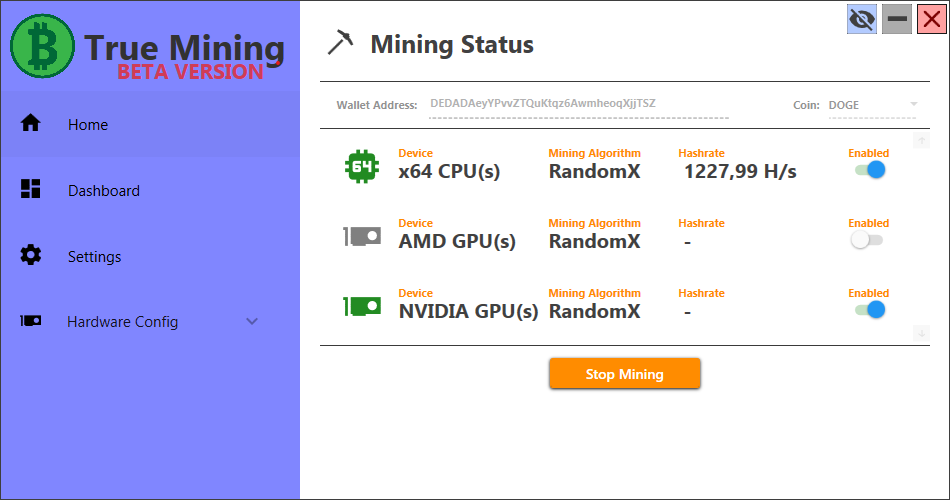 True Mining
BETA VERSION
Home
Dashboard
Settings
Hardware Config
Mining Status
Wallet Address: DEDADAeyYPvvZTQuKtqz6AwmheoqXjjTSZ Coin: DOGE
Device Mining Algorithm Hashrate Enabled
x64 CPU(s) RandomX 1227,99 H/s
64
Device Mining Algorithm Hashrate Enabled
AMD GPU(s) RandomX -
Device Mining Algorithm Hashrate Enabled
NVIDIA GPU(s) RandomX -
Stop Mining